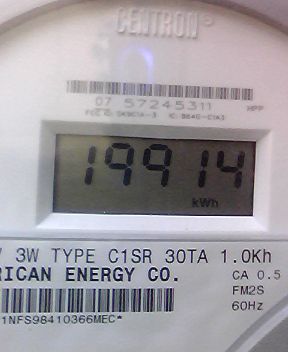 CENTRON®
07 57245311 HPP
19914
kWh
3W TYPE C1SR 30TA 1.0Kh
RICAN ENERGY CO. CA 0.5
FM2S
60Hz
1NFS98410366MEC*